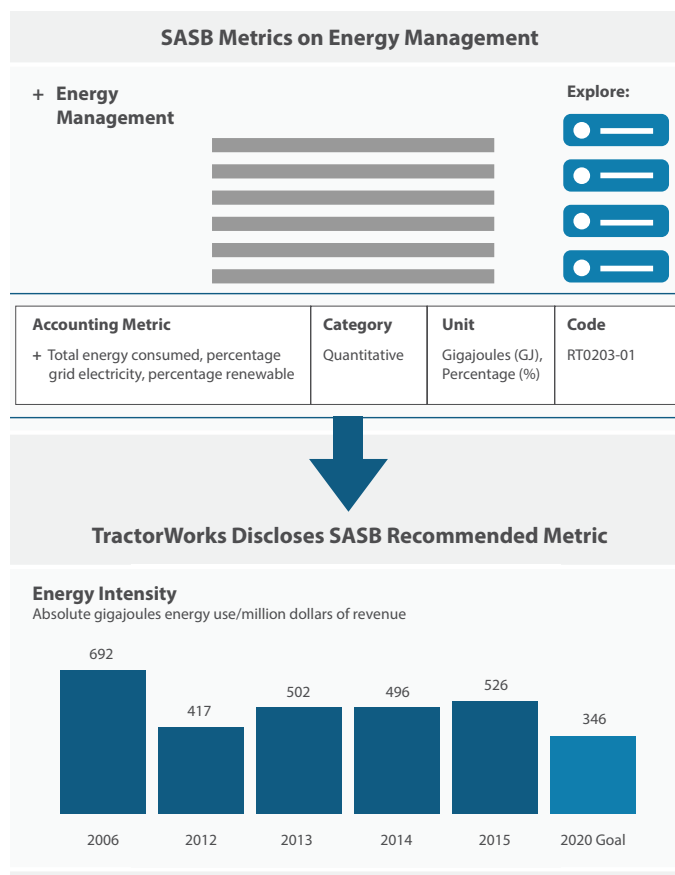 SASB Metrics on Energy Management
+ Energy
Management
Explore:
Accounting Metric
Category
Unit
Code
+ Total energy consumed, percentage
grid electricity, percentage renewable
Quantitative
Gigajoules (GJ),
Percentage (%)
RT0203-01
TractorWorks Discloses SASB Recommended Metric
Energy Intensity
Absolute gigajoules energy use/million dollars of revenue
692
417
502
496
526
346
2006
2012
2013
2014
2015
2020 Goal